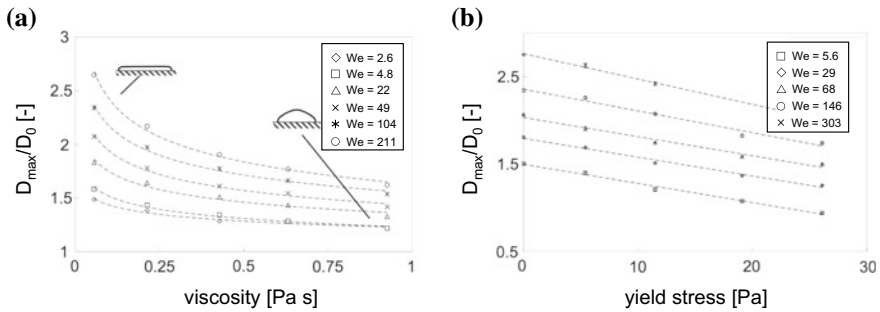 (a)
D_max/D_0 [-]
3
2.5
2
1.5
1
We = 2.6
We = 4.8
We = 22
We = 49
We = 104
We = 211
0
0.25
0.5
0.75
1
viscosity [Pa s]
(b)
D_max/D_0 [-]
2.5
1.5
0.5
We = 5.6
We = 29
We = 68
We = 146
We = 303
0
10
20
30
yield stress [Pa]